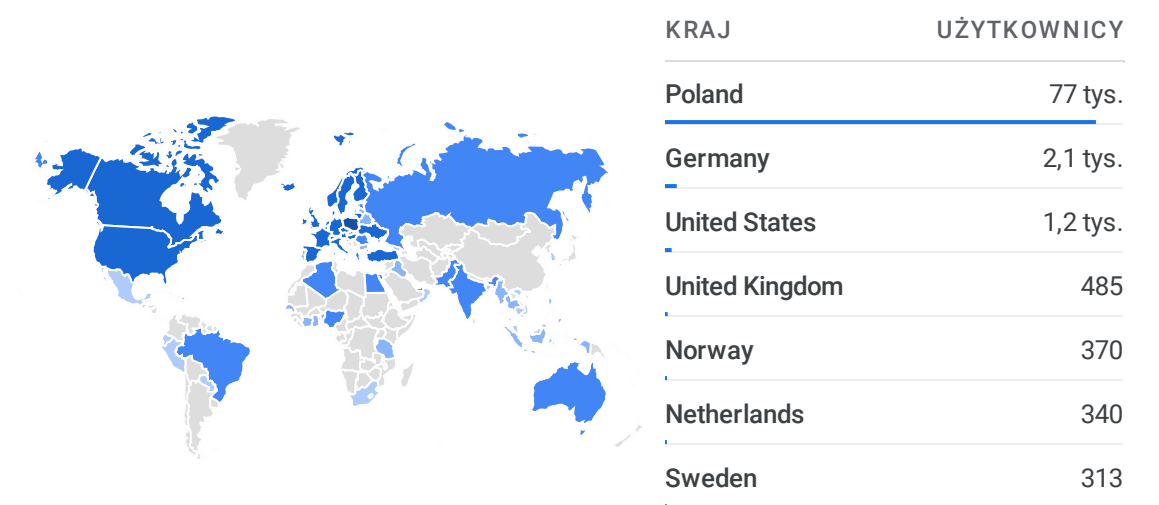 KRAJ UŻYTKOWNICY
Poland 77 tys.
Germany 2,1 tys.
United States 1,2 tys.
United Kingdom 485
Norway 370
Netherlands 340
Sweden 313